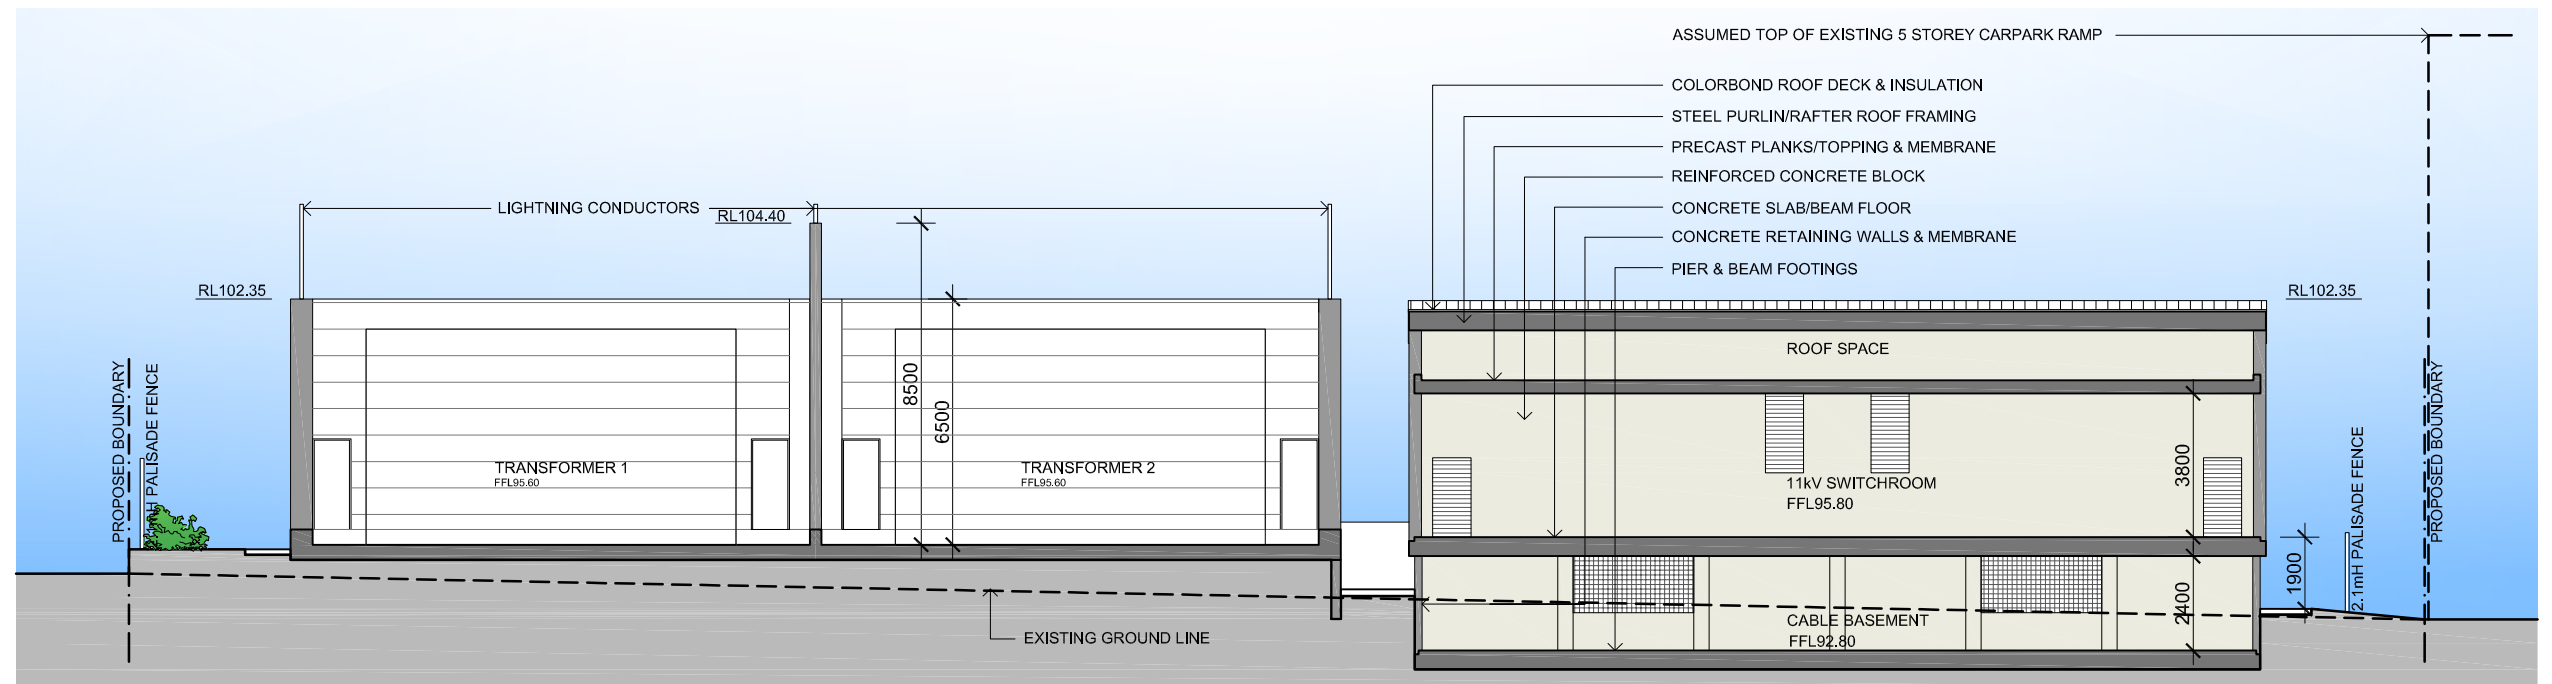 ASSUMED TOP OF EXISTING 5 STOREY CARPARK RAMP
COLORBOND ROOF DECK & INSULATION
STEEL PURLIN/RAFTER ROOF FRAMING
PRECAST PLANKS/TOPPING & MEMBRANE
REINFORCED CONCRETE BLOCK
CONCRETE SLAB/BEAM FLOOR
CONCRETE RETAINING WALLS & MEMBRANE
PIER & BEAM FOOTINGS
LIGHTNING CONDUCTORS
RL104.40
RL102.35
RL102.35
PROPOSED BOUNDARY
PALISADE FENCE
TRANSFORMER 1
FFL95.60
8500
6500
TRANSFORMER 2
FFL95.60
ROOF SPACE
11kV SWITCHROOM
FFL95.80
3800
2400
CABLE BASEMENT
FFL92.80
1900
2.1mH PALISADE FENCE
PROPOSED BOUNDARY
EXISTING GROUND LINE